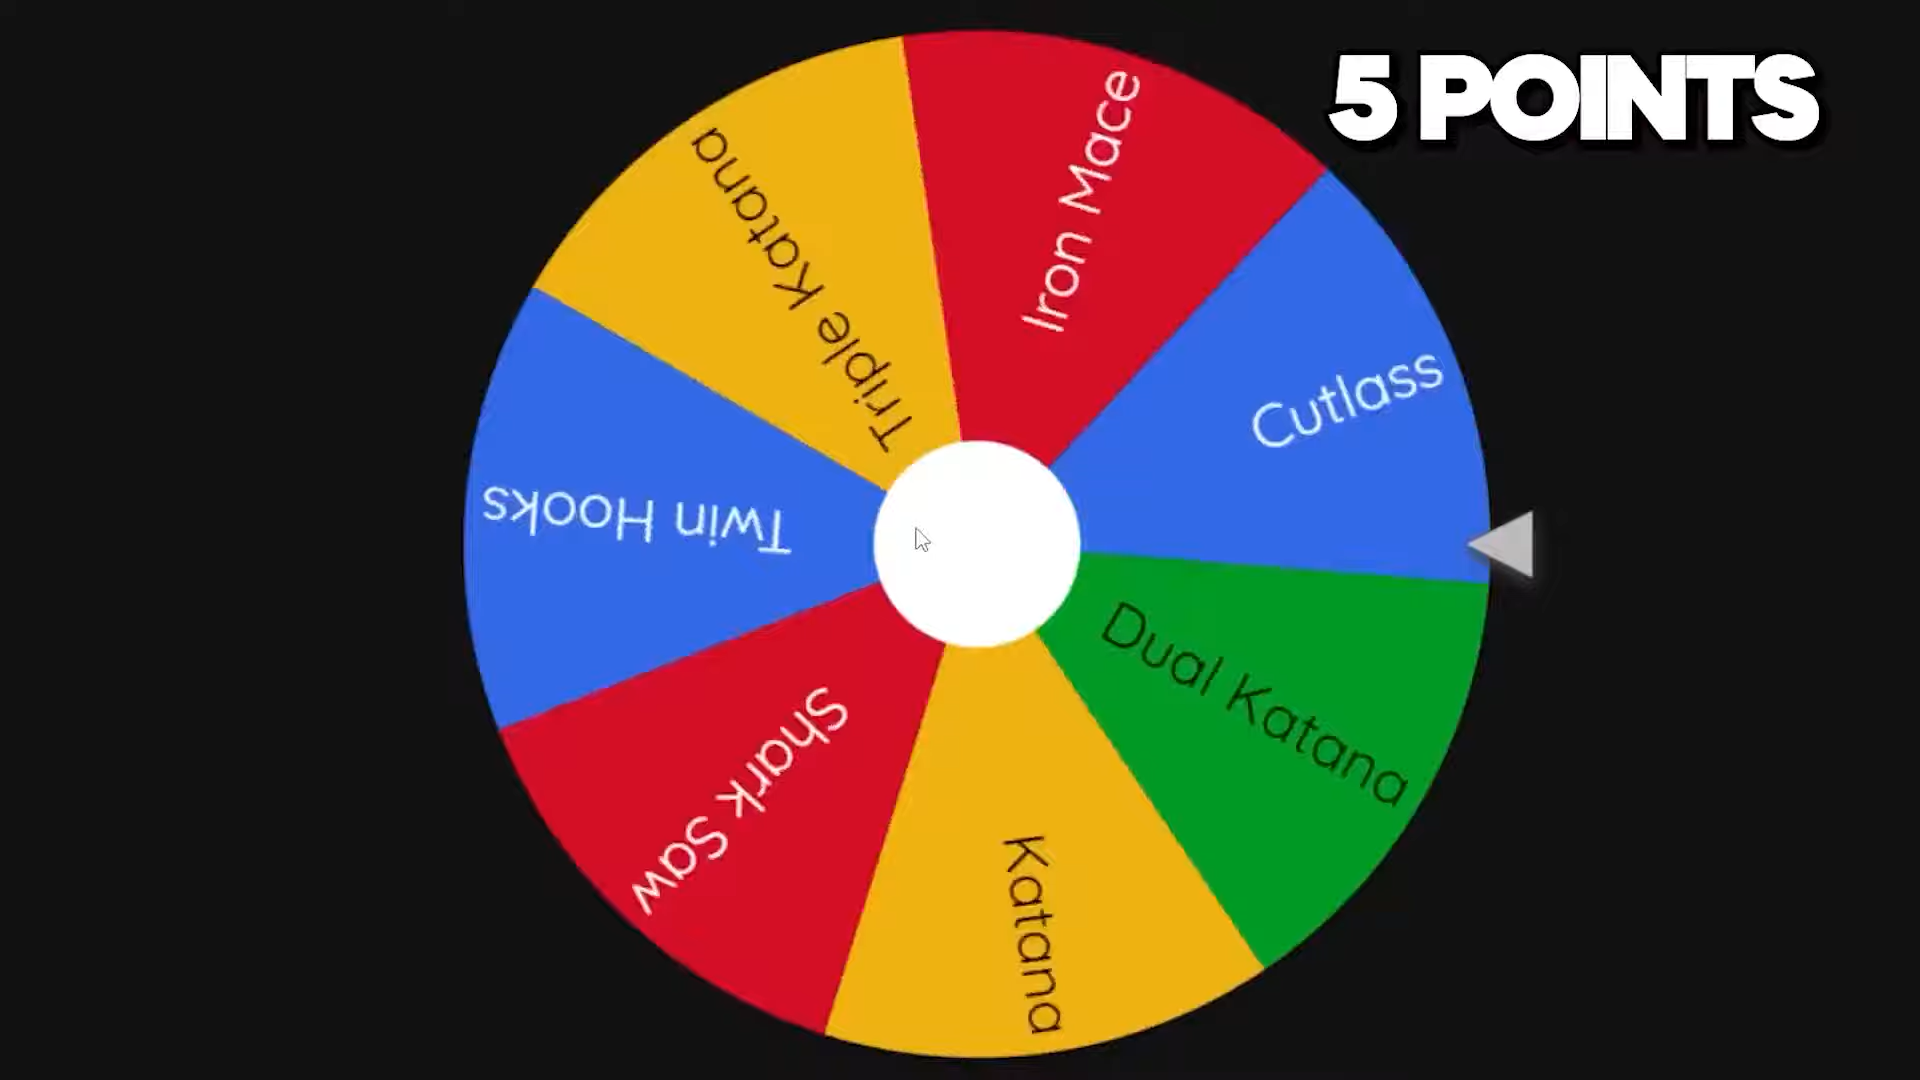 5 POINTS
Iron Mace
Cutlass
Dual Katana
Katana
Shark Saw
Twin Hooks
Triple Katana